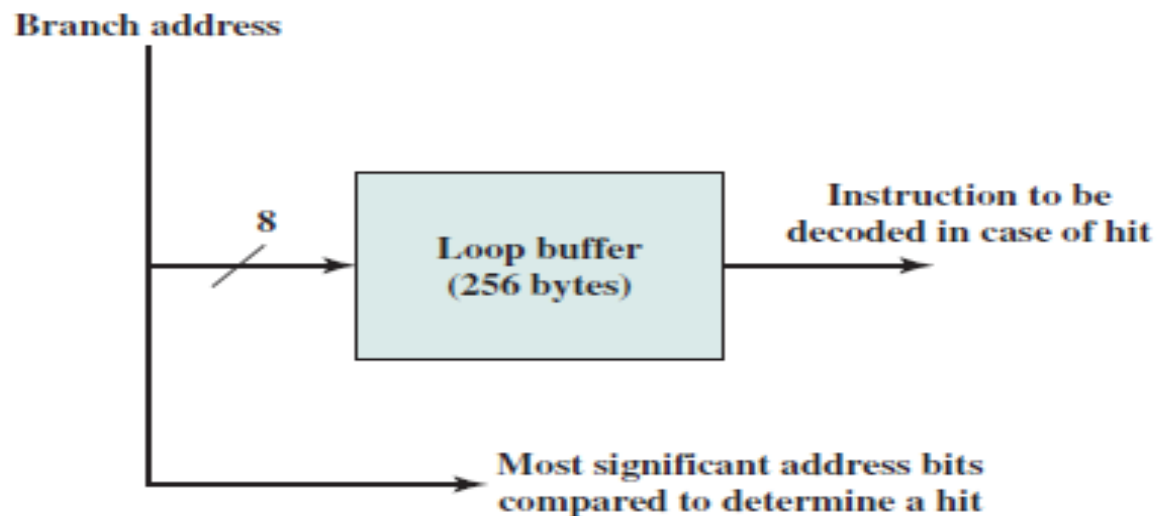 Branch address
8
Loop buffer
(256 bytes)
Instruction to be
decoded in case of hit
Most significant address bits
compared to determine a hit